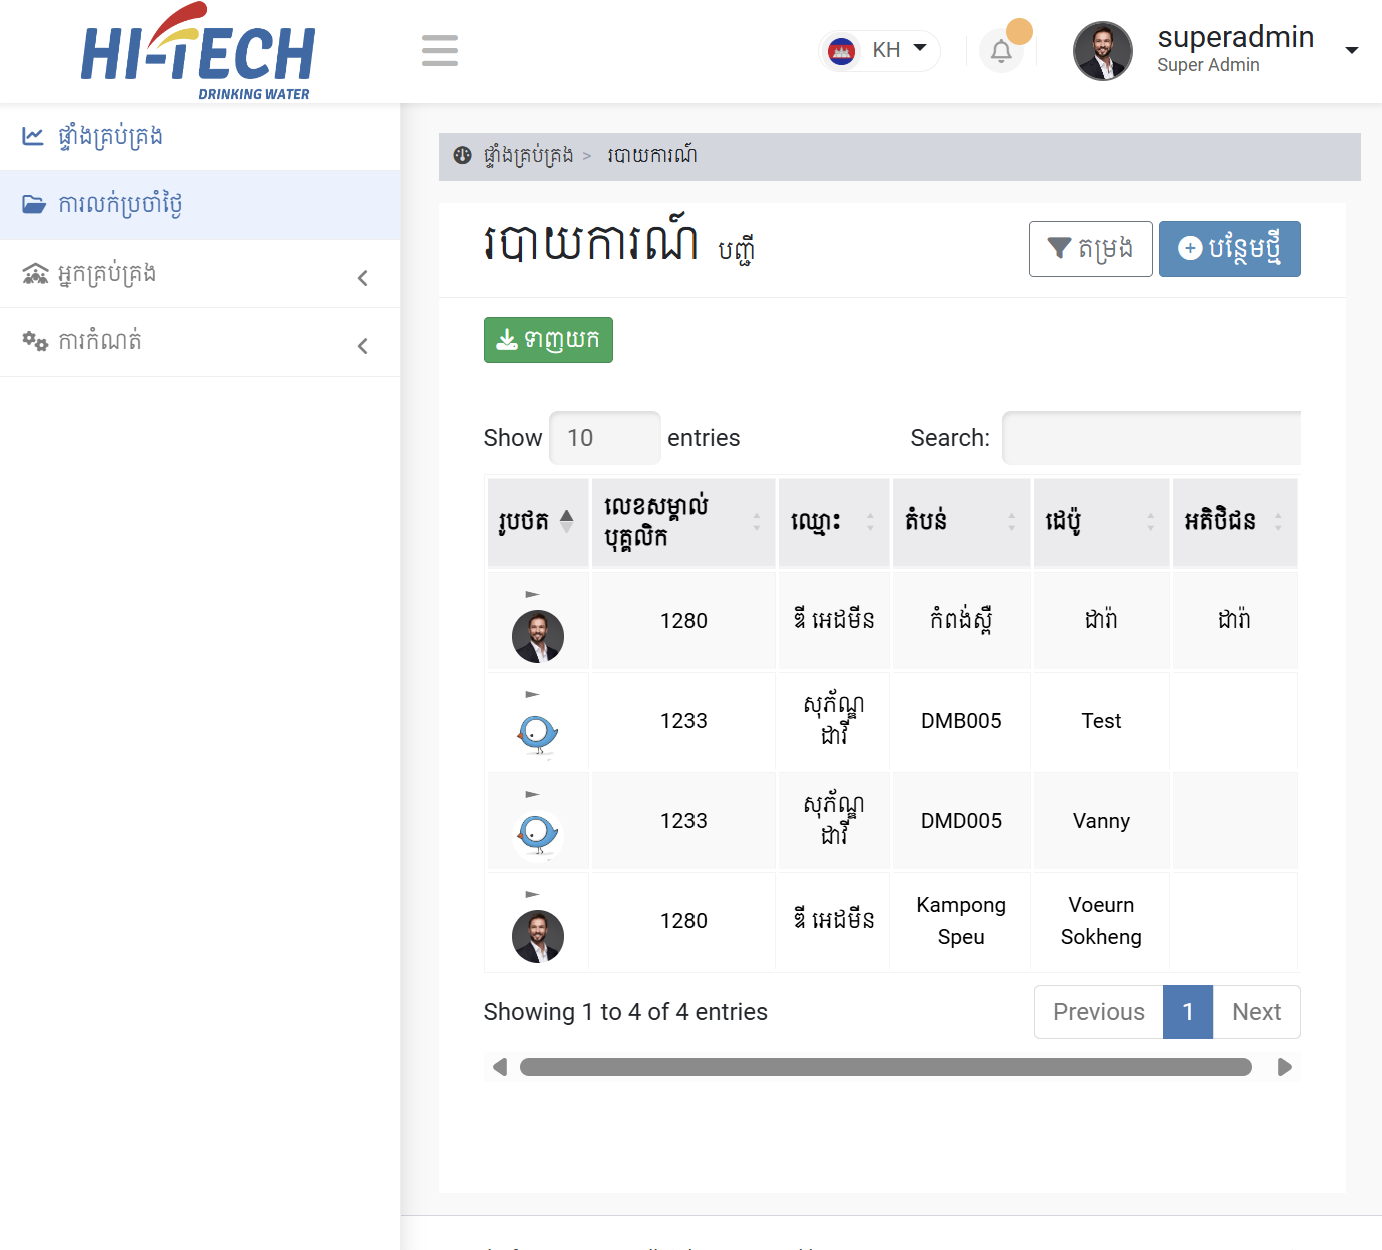 HI-TECH
DRINKING WATER
KH
superadmin
Super Admin
ផ្ទាំងគ្រប់គ្រង
ការលក់ប្រចាំថ្ងៃ
អ្នកគ្រប់គ្រង
ការកំណត់
ផ្ទាំងគ្រប់គ្រង > របាយការណ៍
របាយការណ៍ បញ្ជី
តម្រង
បន្ថែមថ្មី
ទាញយក
Show 10 entries
Search:
រូបថត លេខសម្គាល់ ឈ្មោះ តំបន់ ដេប៉ូ អតិថិជន
បុគ្គលិក
1280 ឌី អេដមីន កំពង់ស្ពឺ ដារ៉ា ដារ៉ា
1233 សុភ័ណ្ឌ DMB005 Test
ដាវី
1233 សុភ័ណ្ឌ DMD005 Vanny
ដាវី
1280 ឌី អេដមីន Kampong Voeurn
Speu Sokheng
Showing 1 to 4 of 4 entries
Previous 1 Next